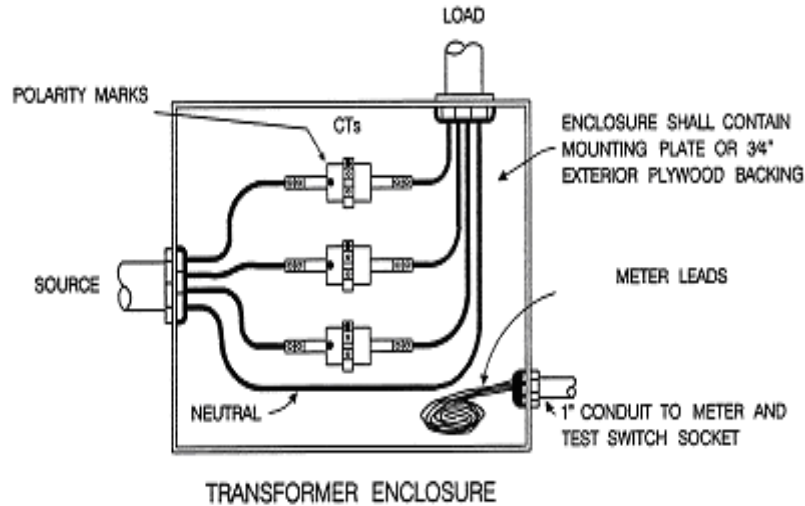 LOAD
POLARITY MARKS
CTs
ENCLOSURE SHALL CONTAIN
MOUNTING PLATE OR 3/4"
EXTERIOR PLYWOOD BACKING
SOURCE
METER LEADS
NEUTRAL
1" CONDUIT TO METER AND
TEST SWITCH SOCKET
TRANSFORMER ENCLOSURE